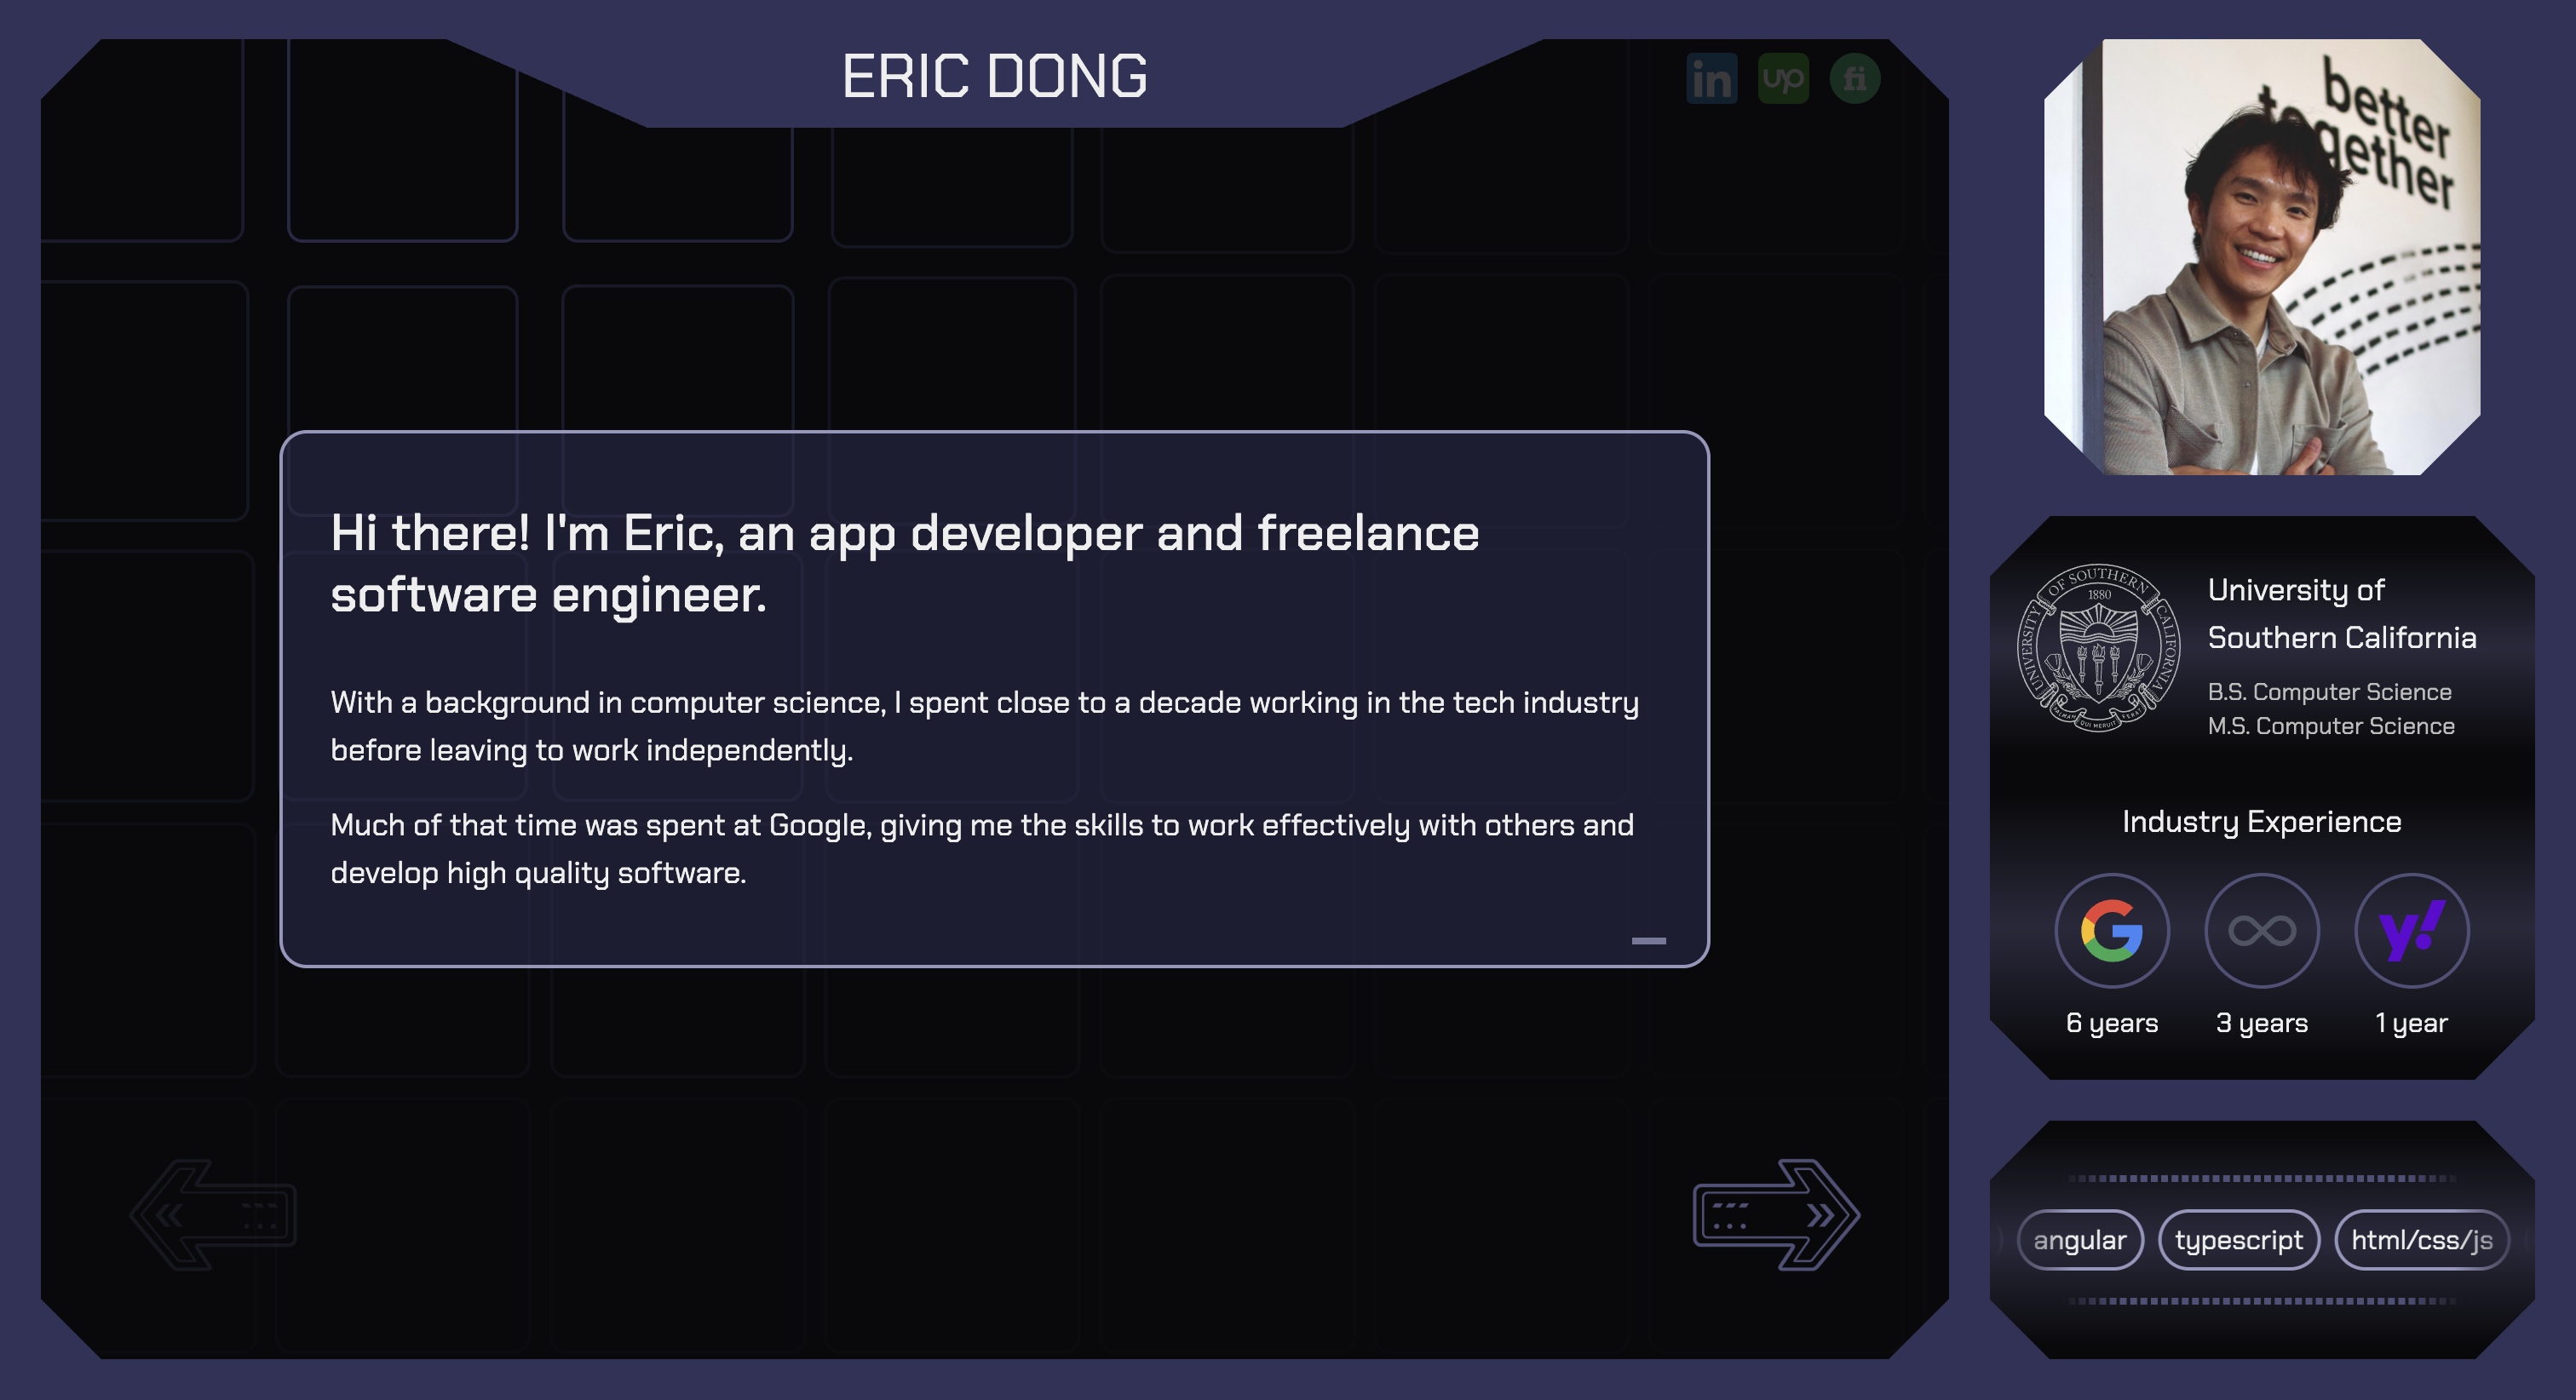 ERIC DONG
in
up
fi
better
together
Hi there! I'm Eric, an app developer and freelance
software engineer.
With a background in computer science, I spent close to a decade working in the tech industry
before leaving to work independently.
Much of that time was spent at Google, giving me the skills to work effectively with others and
develop high quality software.
UNIVERSITY OF SOUTHERN CALIFORNIA
1880
PALMAM QUI MERUIT FERAT
University of
Southern California
B.S. Computer Science
M.S. Computer Science
Industry Experience
G
y!
6 years
3 years
1 year
angular
typescript
html/css/js